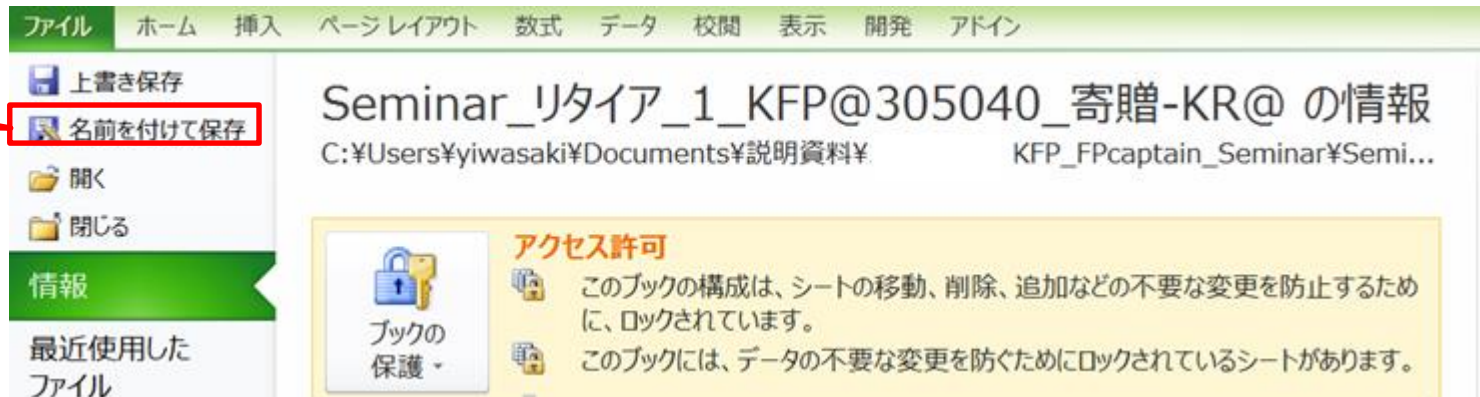 ファイル ホーム 挿入 ページ レイアウト 数式 データ 校閲 表示 開発 アドイン
上書き保存
名前を付けて保存
開く
閉じる
情報
最近使用した
ファイル
Seminar_リタイア_1_KFP@305040_寄贈-KR@ の情報
C:¥Users¥yiwasaki¥Documents¥説明資料¥ KFP_FPcaptain_Seminar¥Semi...
ブックの
保護
アクセス許可
このブックの構成は、シートの移動、削除、追加などの不要な変更を防止するため
に、ロックされています。
このブックには、データの不要な変更を防ぐためにロックされているシートがあります。